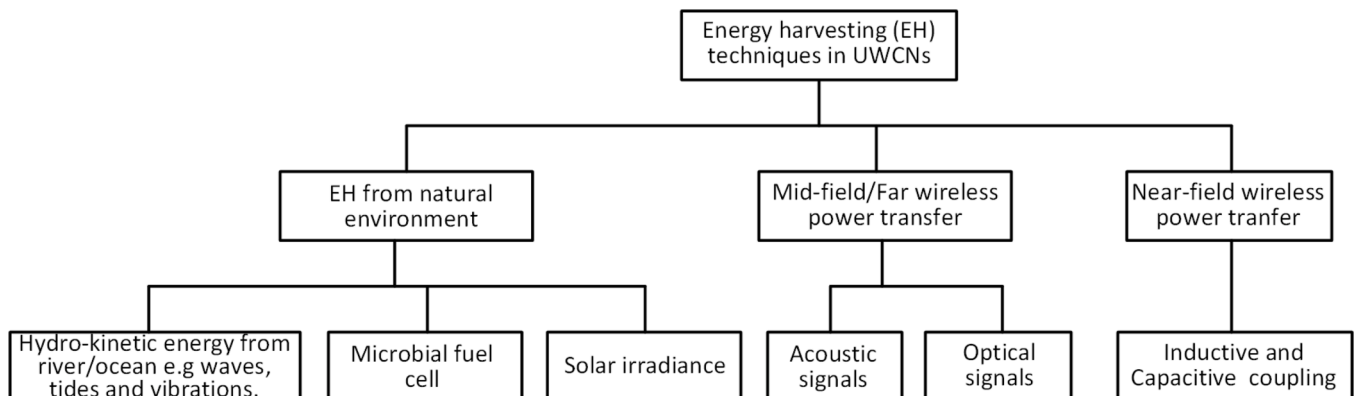 Energy harvesting (EH)
techniques in UWCNs
EH from natural
environment
Mid-field/Far wireless
power transfer
Near-field wireless
power tranfer
Hydro-kinetic energy from
river/ocean e.g waves,
tides and vibrations.
Microbial fuel
cell
Solar irradiance
Acoustic
signals
Optical
signals
Inductive and
Capacitive coupling